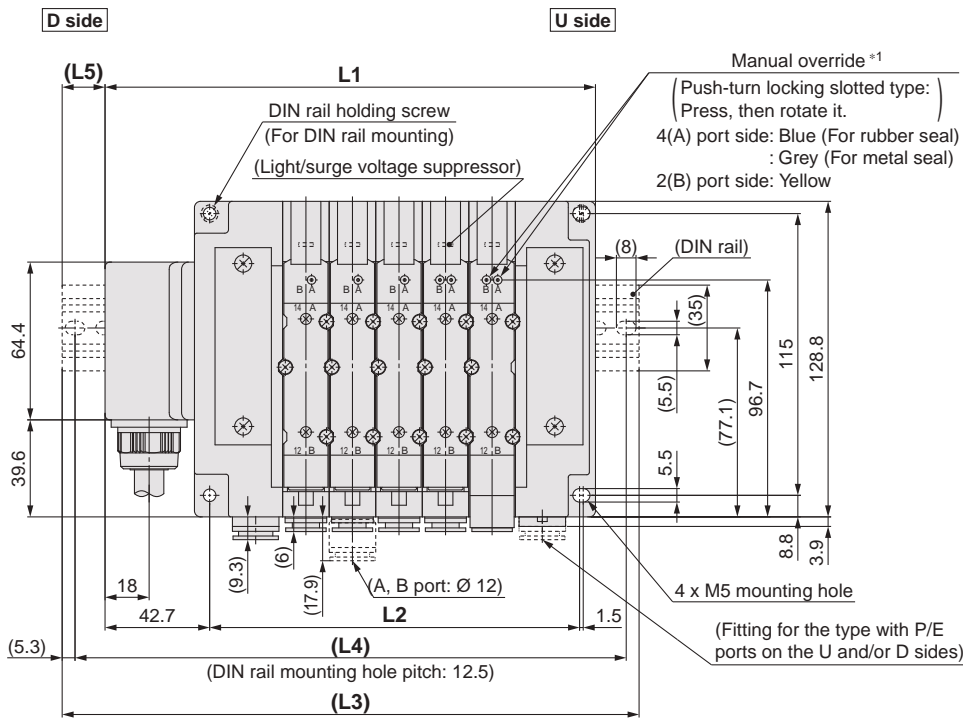 D side
U side
(L5)
L1
Manual override *1
(Push-turn locking slotted type:
Press, then rotate it.)
4(A) port side: Blue (For rubber seal)
: Grey (For metal seal)
2(B) port side: Yellow
DIN rail holding screw
(For DIN rail mounting)
(Light/surge voltage suppressor)
(8)
(DIN rail)
B A
B A
B A
B A
B A
14 A
14 A
14 A
14 A
14 A
12 B
12 B
12 B
12 B
12 B
64.4
39.6
(35)
(5.5)
5.5
(77.1)
96.7
115
128.8
8.8
3.9
(9.3)
(6)
(17.9)
(A, B port: Ø 12)
4 x M5 mounting hole
18
42.7
L2
1.5
(Fitting for the type with P/E
ports on the U and/or D sides)
(5.3)
(L4)
(DIN rail mounting hole pitch: 12.5)
(L3)